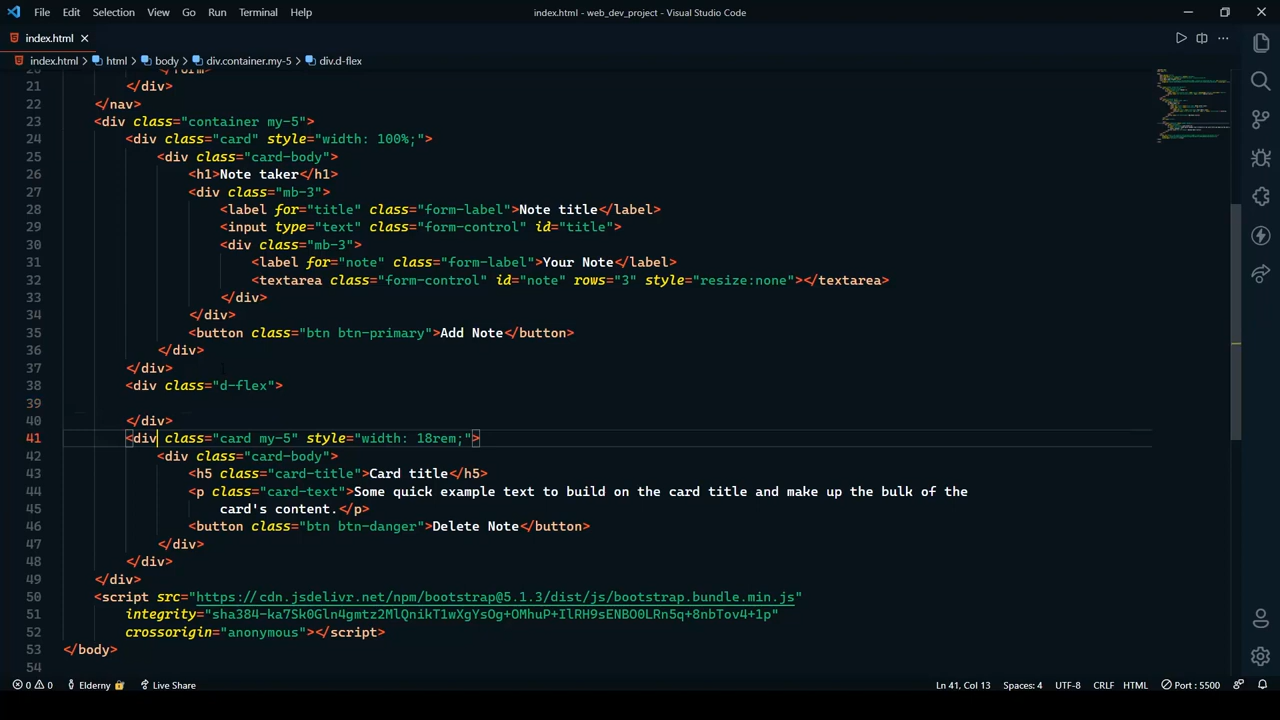 File Edit Selection View Go Run Terminal Help index.html - web_dev_project - Visual Studio Code
index.html
index.html > html > body > div.container.my-5 > div.d-flex
20 </form>
21 </div>
22 </nav>
23 <div class="container my-5">
24 <div class="card" style="width: 100%;">
25 <div class="card-body">
26 <h1>Note taker</h1>
27 <div class="mb-3">
28 <label for="title" class="form-label">Note title</label>
29 <input type="text" class="form-control" id="title">
30 <div class="mb-3">
31 <label for="note" class="form-label">Your Note</label>
32 <textarea class="form-control" id="note" rows="3" style="resize:none"></textarea>
33 </div>
34 </div>
35 <button class="btn btn-primary">Add Note</button>
36 </div>
37 </div>
38 <div class="d-flex">
39
40 </div>
41 <div class="card my-5" style="width: 18rem;">
42 <div class="card-body">
43 <h5 class="card-title">Card title</h5>
44 <p class="card-text">Some quick example text to build on the card title and make up the bulk of the
45 card's content.</p>
46 <button class="btn btn-danger">Delete Note</button>
47 </div>
48 </div>
49 </div>
50 <script src="https://cdn.jsdelivr.net/npm/bootstrap@5.1.3/dist/js/bootstrap.bundle.min.js"
51 integrity="sha384-ka7Sk0Gln4gmtz2MlQnikT1wXgYsOg+OMhuP+IlRH9sENBO0LRn5q+8nbTov4+1p"
52 crossorigin="anonymous"></script>
53 </body>
54
0 0 Elderny Live Share Ln 41, Col 13 Spaces: 4 UTF-8 CRLF HTML Port : 5500